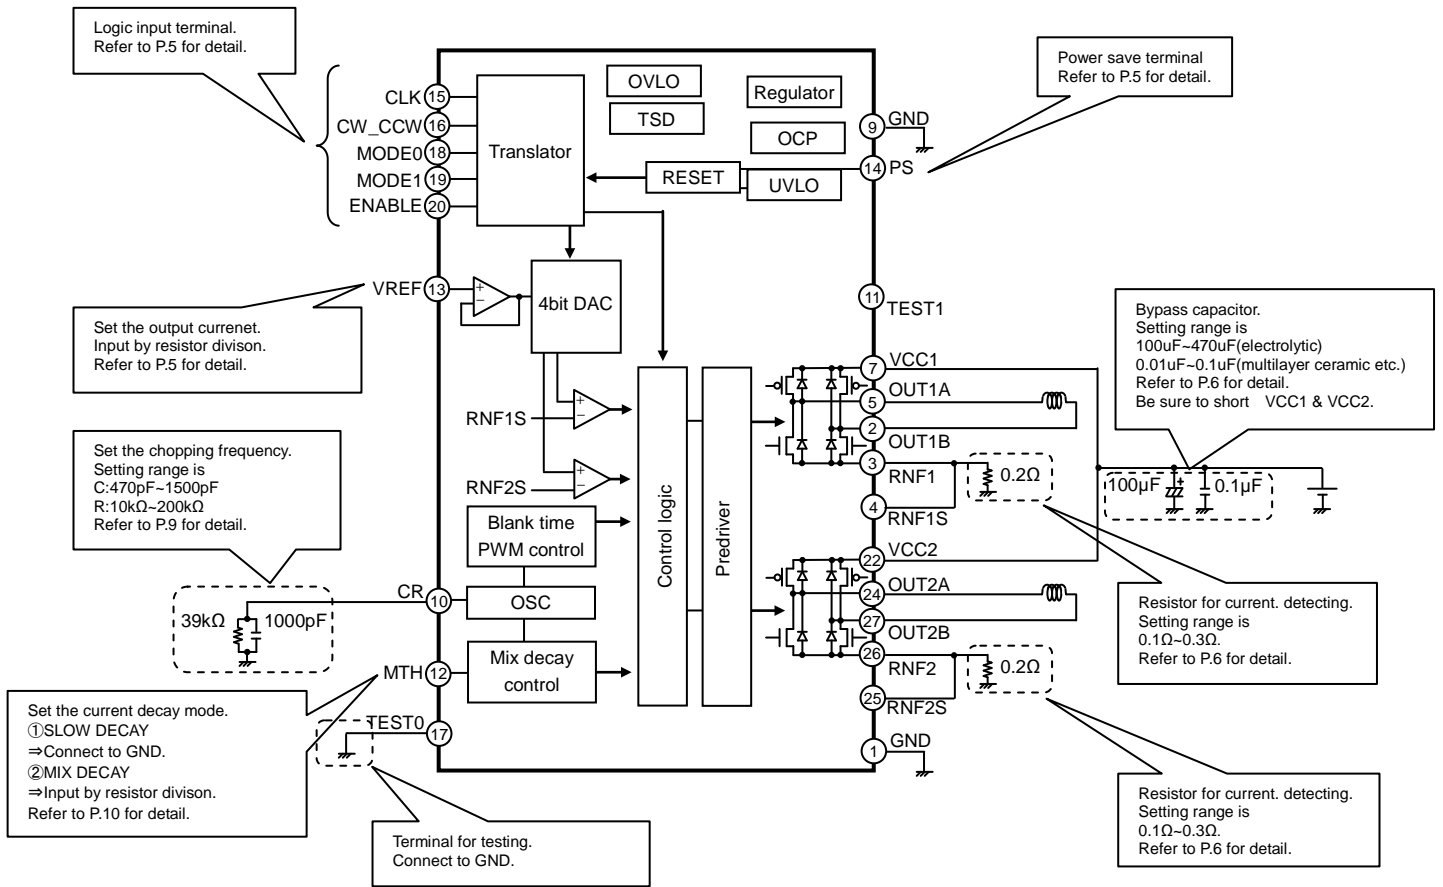 Logic input terminal.
Refer to P.5 for detail.
Power save terminal
Refer to P.5 for detail.
CLK 15
CW_CCW 16
MODE0 18
MODE1 19
ENABLE 20
Translator
OVLO
TSD
Regulator
OCP
RESET
UVLO
9 GND
14 PS
VREF 13
+
−
4bit DAC
11
TEST1
Set the output currenet.
Input by resistor divison.
Refer to P.5 for detail.
Bypass capacitor.
Setting range is
100uF~470uF(electrolytic)
0.01uF~0.1uF(multilayer ceramic etc.)
Refer to P.6 for detail.
Be sure to short VCC1 & VCC2.
RNF1S
+
−
RNF2S
+
−
Control logic
Predriver
7 VCC1
5 OUT1A
2
OUT1B
3
RNF1
4
RNF1S
0.2Ω
100μF
+
0.1μF
Set the chopping frequency.
Setting range is
C:470pF~1500pF
R:10kΩ~200kΩ
Refer to P.9 for detail.
Blank time
PWM control
OSC
Mix decay
control
39kΩ
1000pF
CR
10
MTH 12
TEST0
17
22 VCC2
24 OUT2A
27
OUT2B
26
RNF2
25
RNF2S
0.2Ω
1 GND
Resistor for current. detecting.
Setting range is
0.1Ω~0.3Ω.
Refer to P.6 for detail.
Set the current decay mode.
①SLOW DECAY
⇒Connect to GND.
②MIX DECAY
⇒Input by resistor divison.
Refer to P.10 for detail.
Terminal for testing.
Connect to GND.
Resistor for current. detecting.
Setting range is
0.1Ω~0.3Ω.
Refer to P.6 for detail.